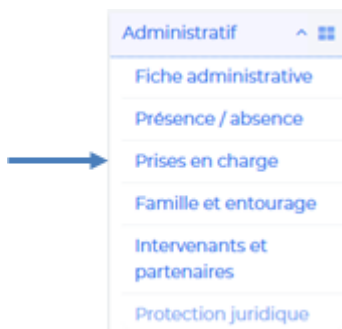 Administratif
Fiche administrative
Présence / absence
Prises en charge
Famille et entourage
Intervenants et
partenaires
Protection juridique